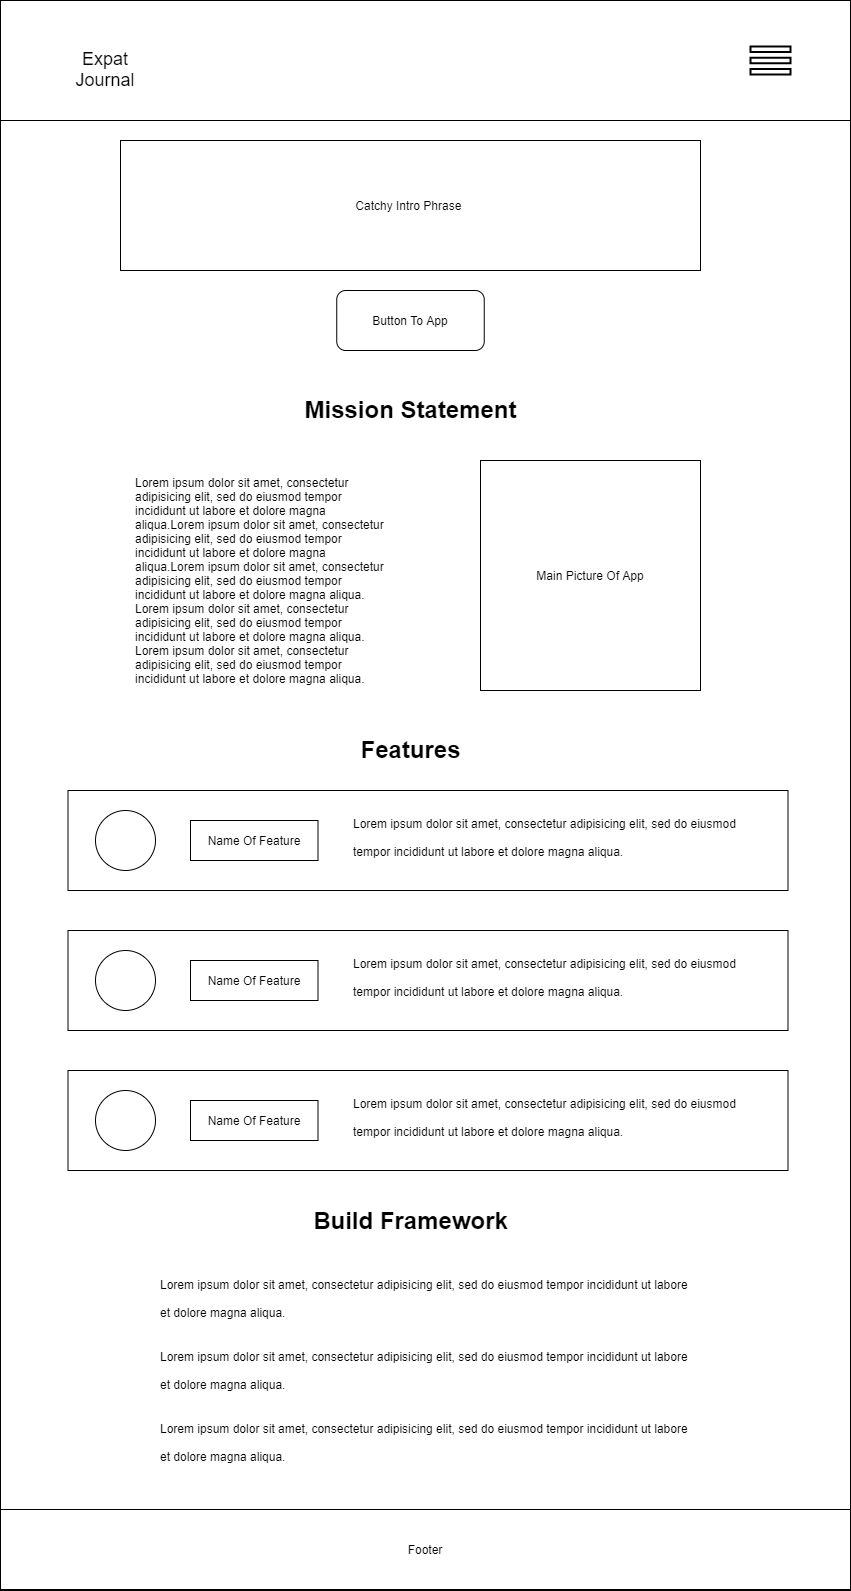 Expat
Journal
Catchy Intro Phrase
Button To App
Mission Statement
Lorem ipsum dolor sit amet, consectetur
adipisicing elit, sed do eiusmod tempor
incididunt ut labore et dolore magna
aliqua.Lorem ipsum dolor sit amet, consectetur
adipisicing elit, sed do eiusmod tempor
incididunt ut labore et dolore magna
aliqua.Lorem ipsum dolor sit amet, consectetur
adipisicing elit, sed do eiusmod tempor
incididunt ut labore et dolore magna aliqua.
Lorem ipsum dolor sit amet, consectetur
adipisicing elit, sed do eiusmod tempor
incididunt ut labore et dolore magna aliqua.
Lorem ipsum dolor sit amet, consectetur
adipisicing elit, sed do eiusmod tempor
incididunt ut labore et dolore magna aliqua.
Main Picture Of App
Features
Name Of Feature
Lorem ipsum dolor sit amet, consectetur adipisicing elit, sed do eiusmod
tempor incididunt ut labore et dolore magna aliqua.
Name Of Feature
Lorem ipsum dolor sit amet, consectetur adipisicing elit, sed do eiusmod
tempor incididunt ut labore et dolore magna aliqua.
Name Of Feature
Lorem ipsum dolor sit amet, consectetur adipisicing elit, sed do eiusmod
tempor incididunt ut labore et dolore magna aliqua.
Build Framework
Lorem ipsum dolor sit amet, consectetur adipisicing elit, sed do eiusmod tempor incididunt ut labore
et dolore magna aliqua.
Lorem ipsum dolor sit amet, consectetur adipisicing elit, sed do eiusmod tempor incididunt ut labore
et dolore magna aliqua.
Lorem ipsum dolor sit amet, consectetur adipisicing elit, sed do eiusmod tempor incididunt ut labore
et dolore magna aliqua.
Footer